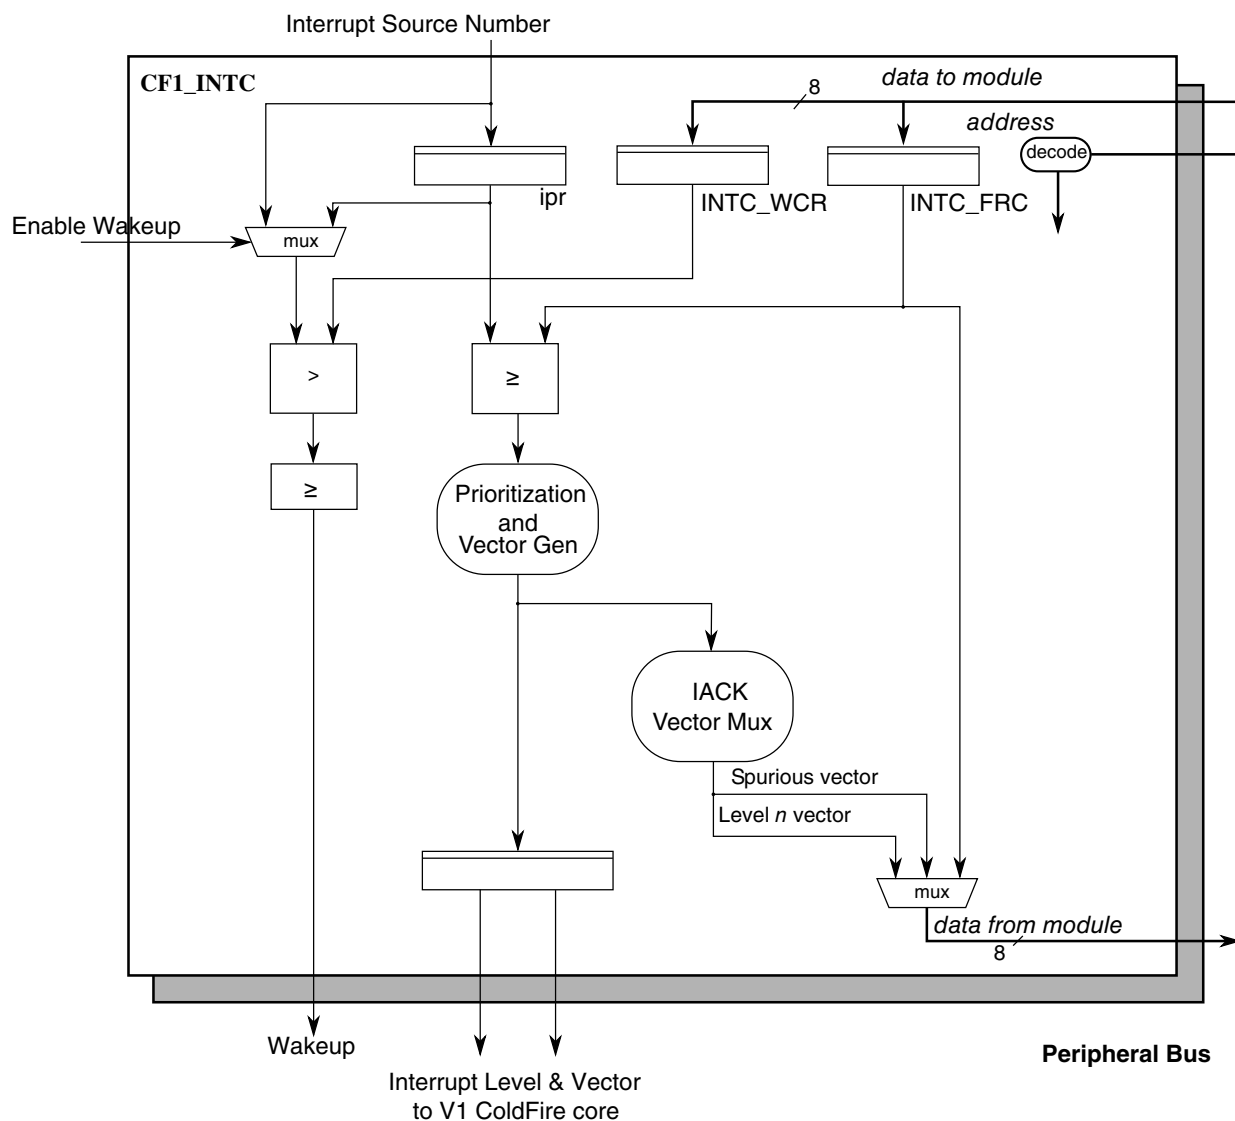 Interrupt Source Number
CF1_INTC
data to module
8
address
decode
ipr
INTC_WCR
INTC_FRC
Enable Wakeup
mux
>
≥
≥
Prioritization
and
Vector Gen
IACK
Vector Mux
Spurious vector
Level n vector
mux
data from module
8
Wakeup
Peripheral Bus
Interrupt Level & Vector
to V1 ColdFire core